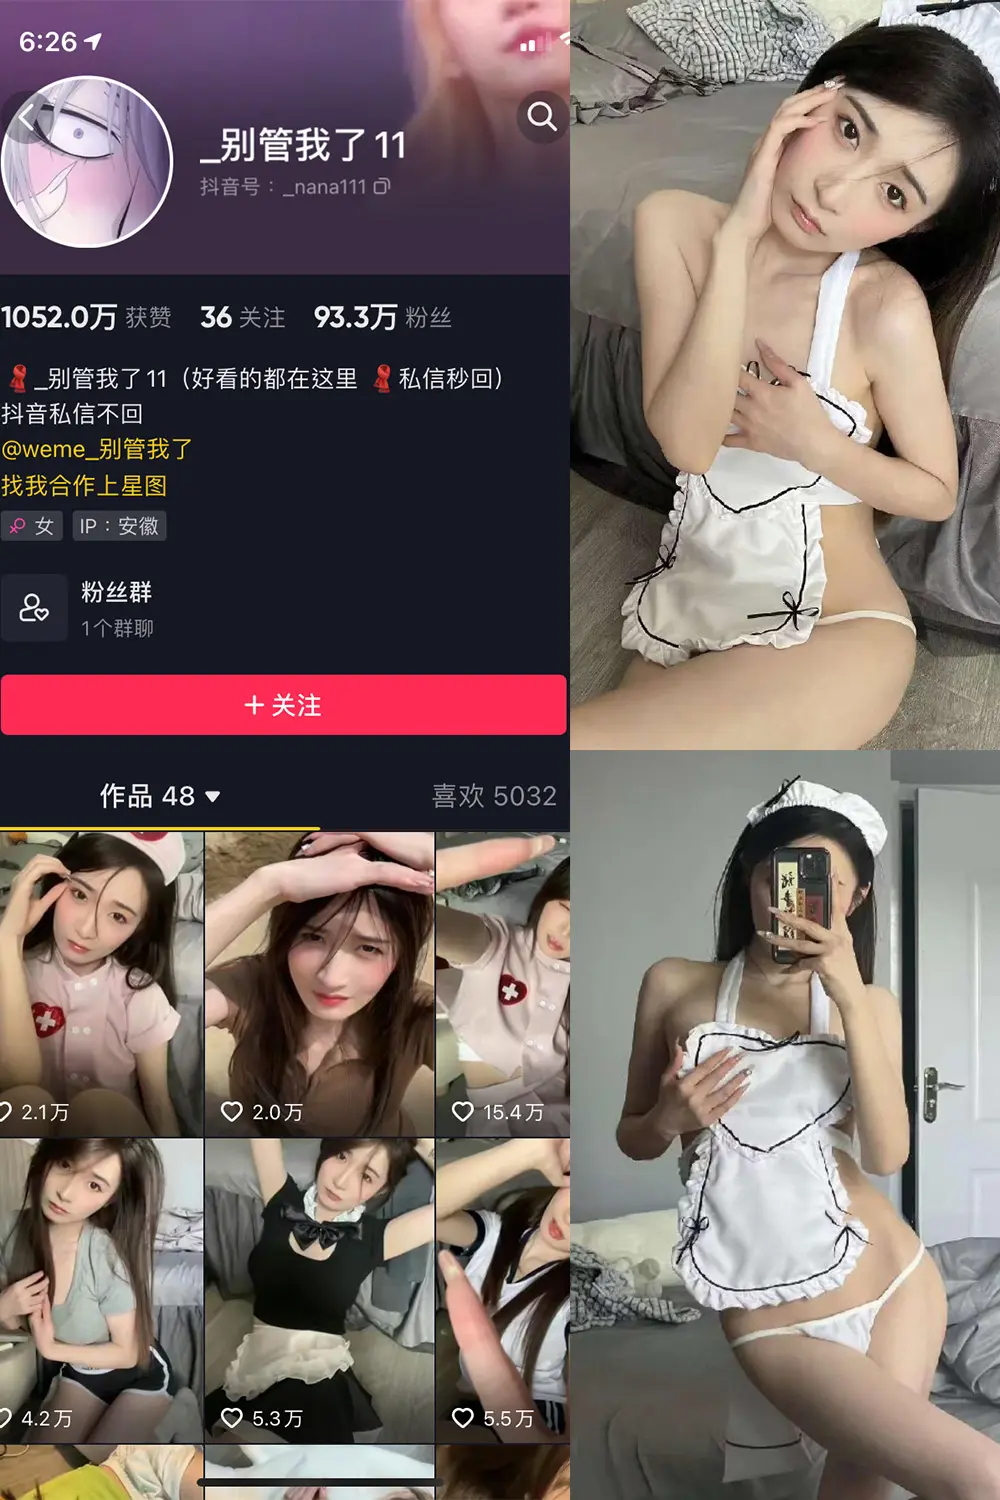 6:26
_别管我了11
抖音号：_nana111
1052.0万 获赞 36 关注 93.3万 粉丝
_别管我了11（好看的都在这里 私信秒回）
抖音私信不回
@weme_别管我了
找我合作上星图
女 IP：安徽
粉丝群
1个群聊
+ 关注
作品 48 喜欢 5032
2.1万 2.0万 15.4万
4.2万 5.3万 5.5万